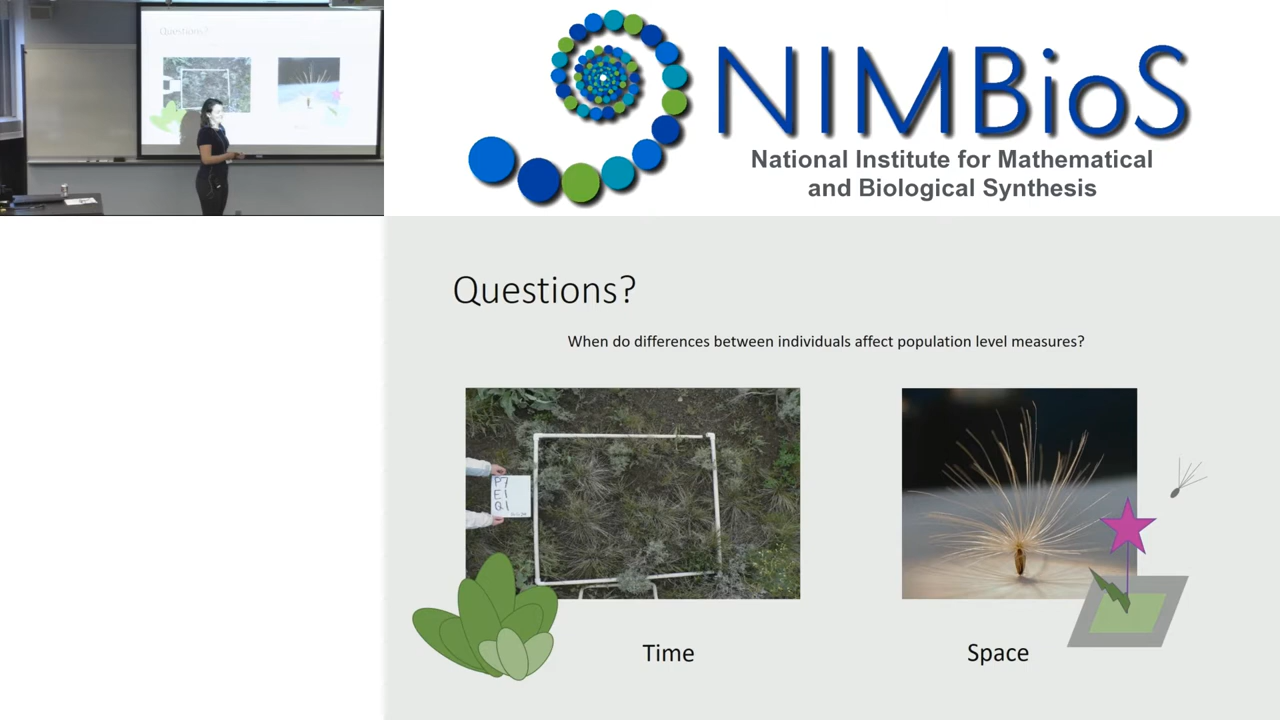 Questions?
NIMBioS
National Institute for Mathematical
and Biological Synthesis
Questions?
When do differences between individuals affect population level measures?
P7
E1
Q1
Time
Space